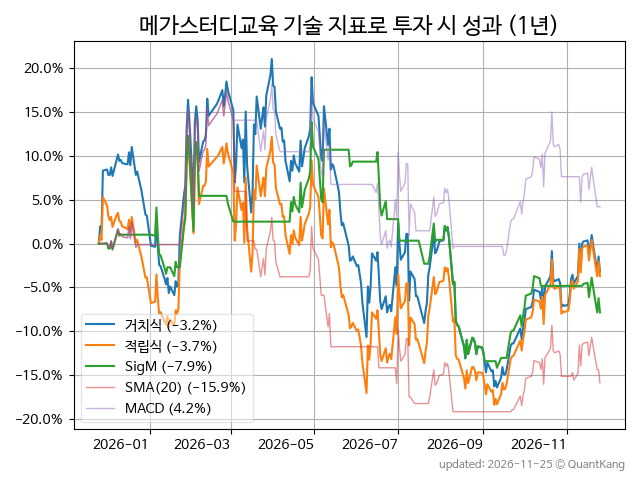 메가스터디교육 기술 지표로 투자 시 성과 (1년)
20.0%
15.0%
10.0%
5.0%
0.0%
−5.0%
−10.0%
−15.0%
−20.0%
거치식 (−3.2%)
적립식 (−3.7%)
SigM (−7.9%)
SMA(20) (−15.9%)
MACD (4.2%)
2026-01 2026-03 2026-05 2026-07 2026-09 2026-11
updated: 2026-11-25 © QuantKang